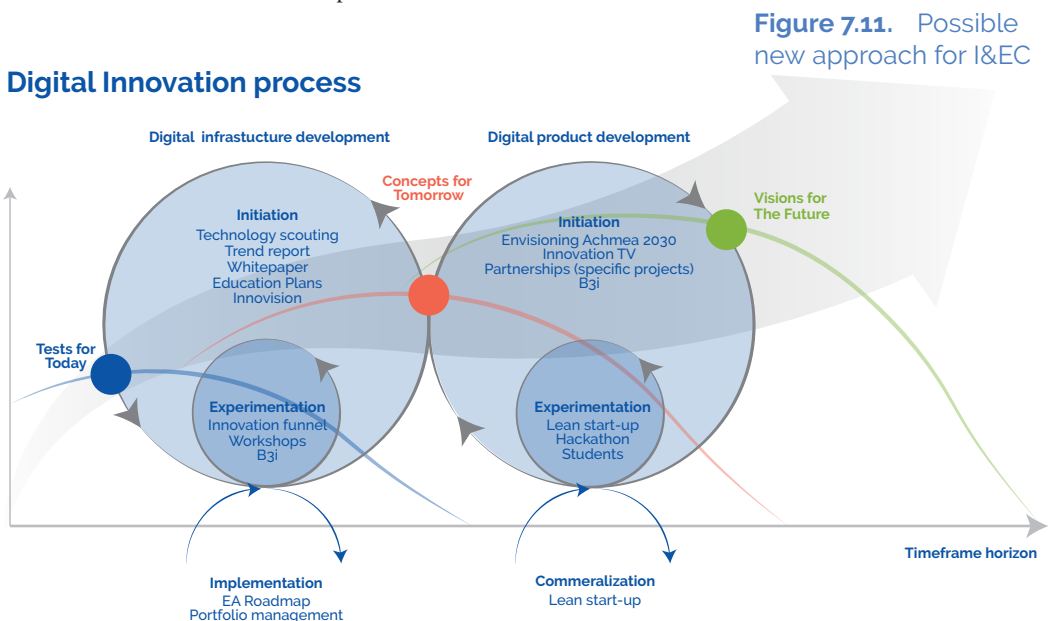 Figure 7.11. Possible
new approach for I&EC
Digital Innovation process
Digital infrastucture development
Digital product development
Concepts for
Tomorrow
Visions for
The Future
Initiation
Technology scouting
Trend report
Whitepaper
Education Plans
Innovision
Initiation
Envisioning Achmea 2030
Innovation TV
Partnerships (specific projects)
B3i
Tests for
Today
Experimentation
Innovation funnel
Workshops
B3i
Experimentation
Lean start-up
Hackathon
Students
Timeframe horizon
Implementation
EA Roadmap
Portfolio management
Commeralization
Lean start-up